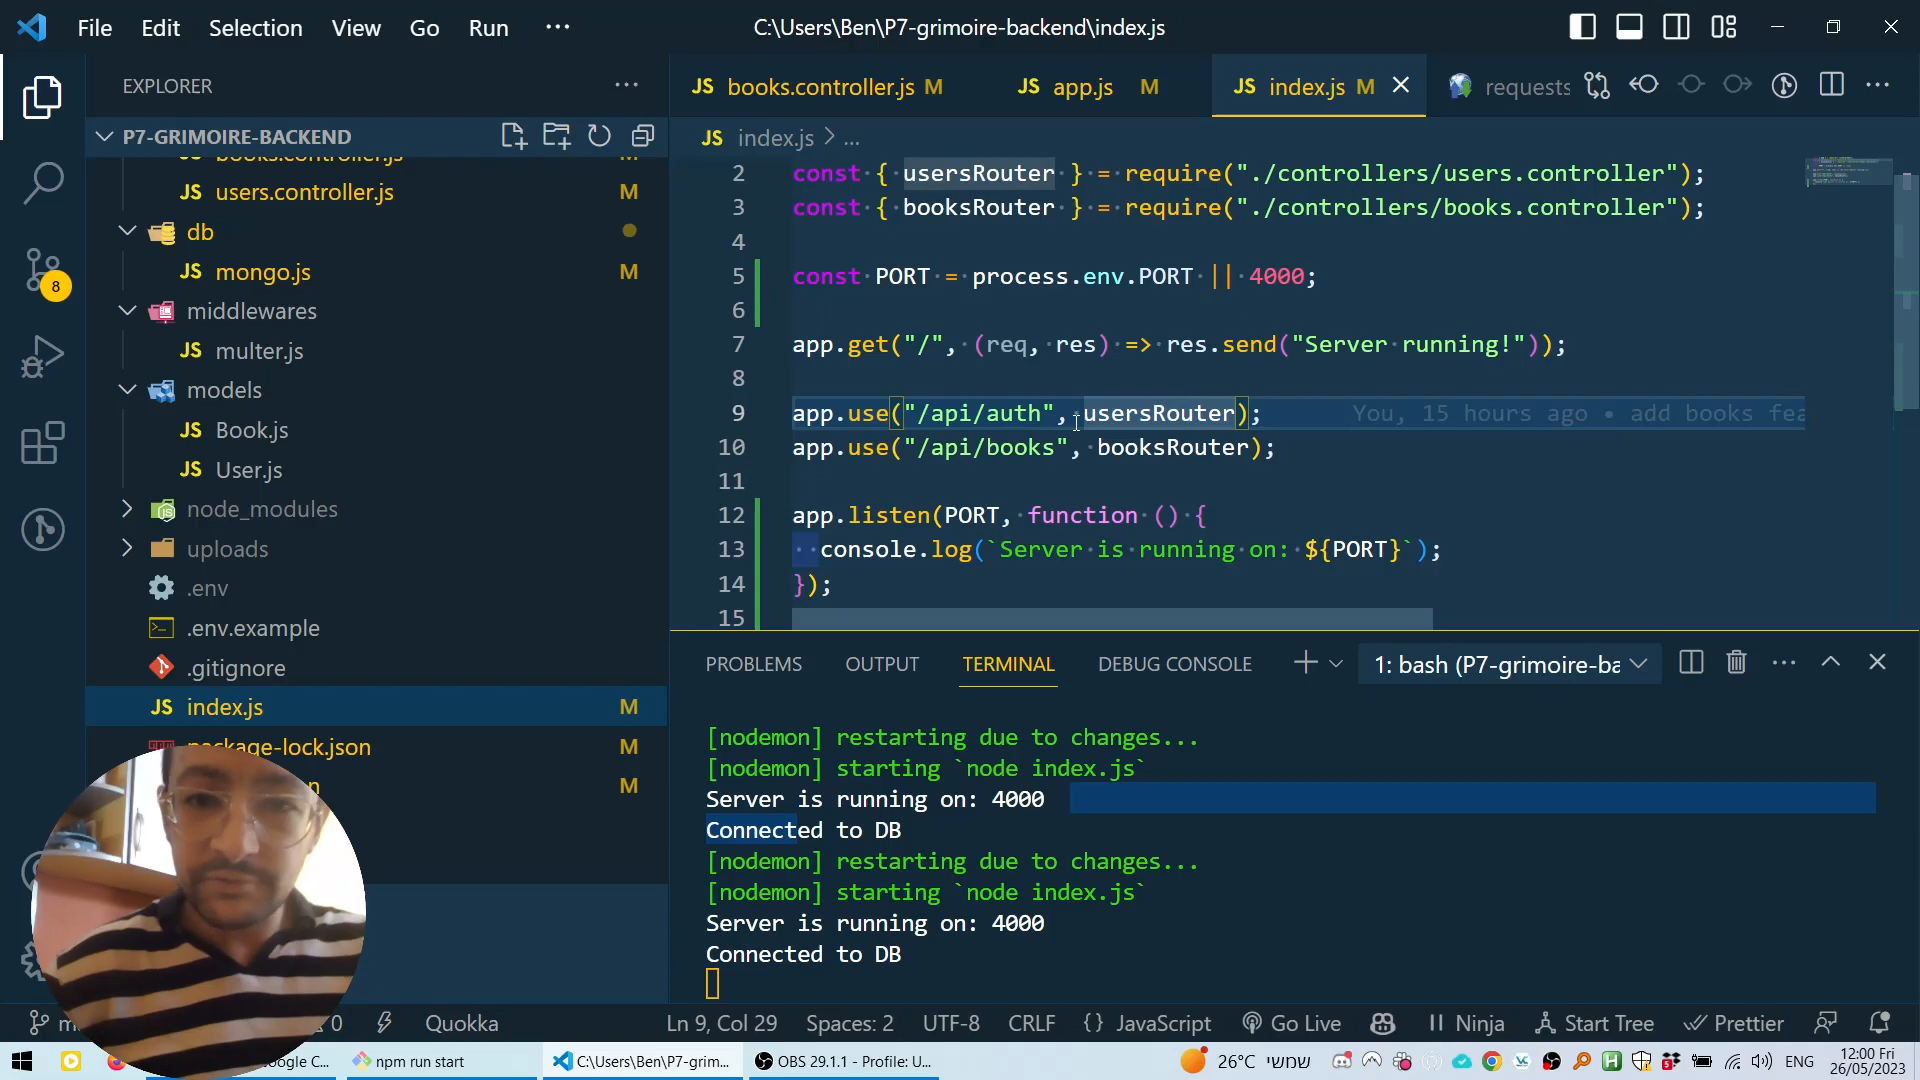 File Edit Selection View Go Run ··· C:\Users\Ben\P7-grimoire-backend\index.js
EXPLORER ···
P7-GRIMOIRE-BACKEND
books.controller.js M
users.controller.js M
db
mongo.js M
middlewares
multer.js
models
Book.js
User.js
node_modules
uploads
.env
.env.example
.gitignore
index.js M
package-lock.json M
M
8
JS books.controller.js M JS app.js M JS index.js M requests
JS index.js > ...
2 const { usersRouter } = require("./controllers/users.controller");
3 const { booksRouter } = require("./controllers/books.controller");
4
5 const PORT = process.env.PORT || 4000;
6
7 app.get("/", (req, res) => res.send("Server running!"));
8
9 app.use("/api/auth", usersRouter); You, 15 hours ago • add books fea
10 app.use("/api/books", booksRouter);
11
12 app.listen(PORT, function () {
13 console.log(`Server is running on: ${PORT}`);
14 });
15
PROBLEMS OUTPUT TERMINAL DEBUG CONSOLE 1: bash (P7-grimoire-ba
[nodemon] restarting due to changes...
[nodemon] starting `node index.js`
Server is running on: 4000
Connected to DB
[nodemon] restarting due to changes...
[nodemon] starting `node index.js`
Server is running on: 4000
Connected to DB
0 Quokka Ln 9, Col 29 Spaces: 2 UTF-8 CRLF {} JavaScript Go Live Ninja Start Tree Prettier
npm run start C:\Users\Ben\P7-grim... OBS 29.1.1 - Profile: U... 26°C שמשי ENG 12:00 Fri
26/05/2023